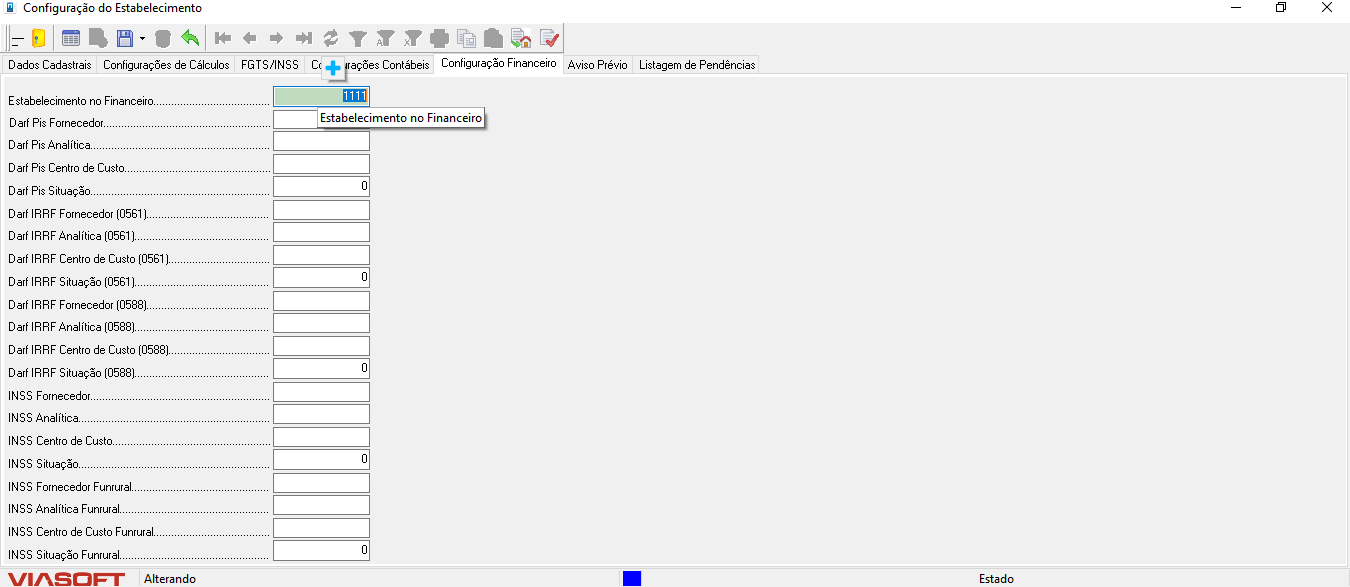 Configuração do Estabelecimento
Dados Cadastrais Configurações de Cálculos FGTS/INSS Co urações Contábeis Configuração Financeiro Aviso Prévio Listagem de Pendências
Estabelecimento no Financeiro 1111
Estabelecimento no Financeiro
Darf Pis Fornecedor
Darf Pis Analítica
Darf Pis Centro de Custo
Darf Pis Situação 0
Darf IRRF Fornecedor (0561)
Darf IRRF Analítica (0561)
Darf IRRF Centro de Custo (0561)
Darf IRRF Situação (0561) 0
Darf IRRF Fornecedor (0588)
Darf IRRF Analítica (0588)
Darf IRRF Centro de Custo (0588)
Darf IRRF Situação (0588) 0
INSS Fornecedor
INSS Analítica
INSS Centro de Custo
INSS Situação 0
INSS Fornecedor Funrural
INSS Analítica Funrural
INSS Centro de Custo Funrural
INSS Situação Funrural 0
VIASOFT Alterando Estado